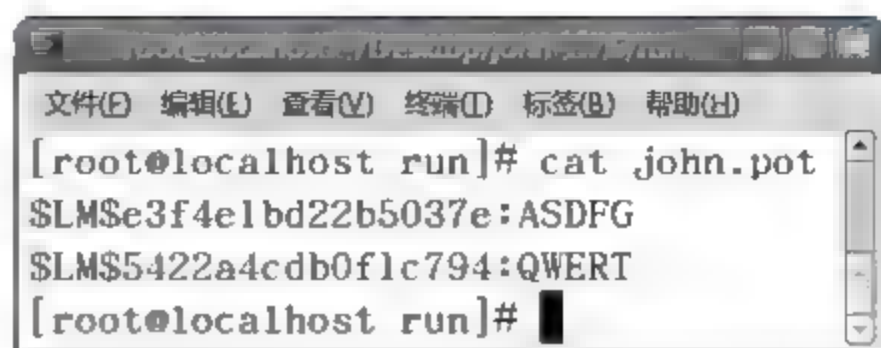 文件(F) 编辑(E) 查看(V) 终端(T) 标签(B) 帮助(H)
[root@localhost run]# cat john.pot
$LM$e3f4e1bd22b5037e:ASDFG
$LM$5422a4cdb0f1c794:QWERT
[root@localhost run]#